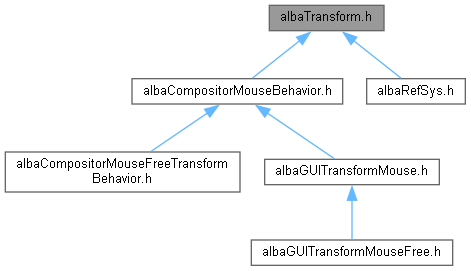 albaTransform.h
albaCompositorMouseBehavior.h
albaRefSys.h
albaCompositorMouseFreeTransform
Behavior.h
albaGUITransformMouse.h
albaGUITransformMouseFree.h